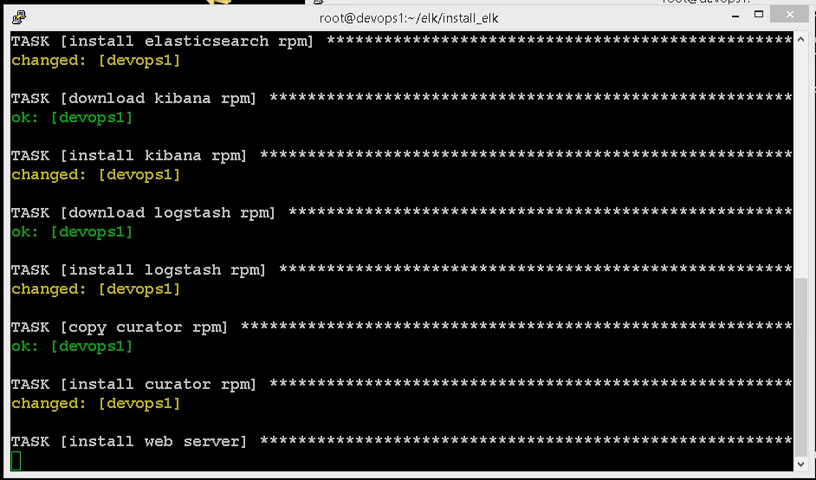 root@devops1:
root@devops1:~/elk/install_elk
TASK [install elasticsearch rpm] *************************************************
changed: [devops1]
TASK [download kibana rpm] ********************************************************
ok: [devops1]
TASK [install kibana rpm] ********************************************************
changed: [devops1]
TASK [download logstash rpm] *****************************************************
ok: [devops1]
TASK [install logstash rpm] ******************************************************
changed: [devops1]
TASK [copy curator rpm] **********************************************************
ok: [devops1]
TASK [install curator rpm] ********************************************************
changed: [devops1]
TASK [install web server] ********************************************************